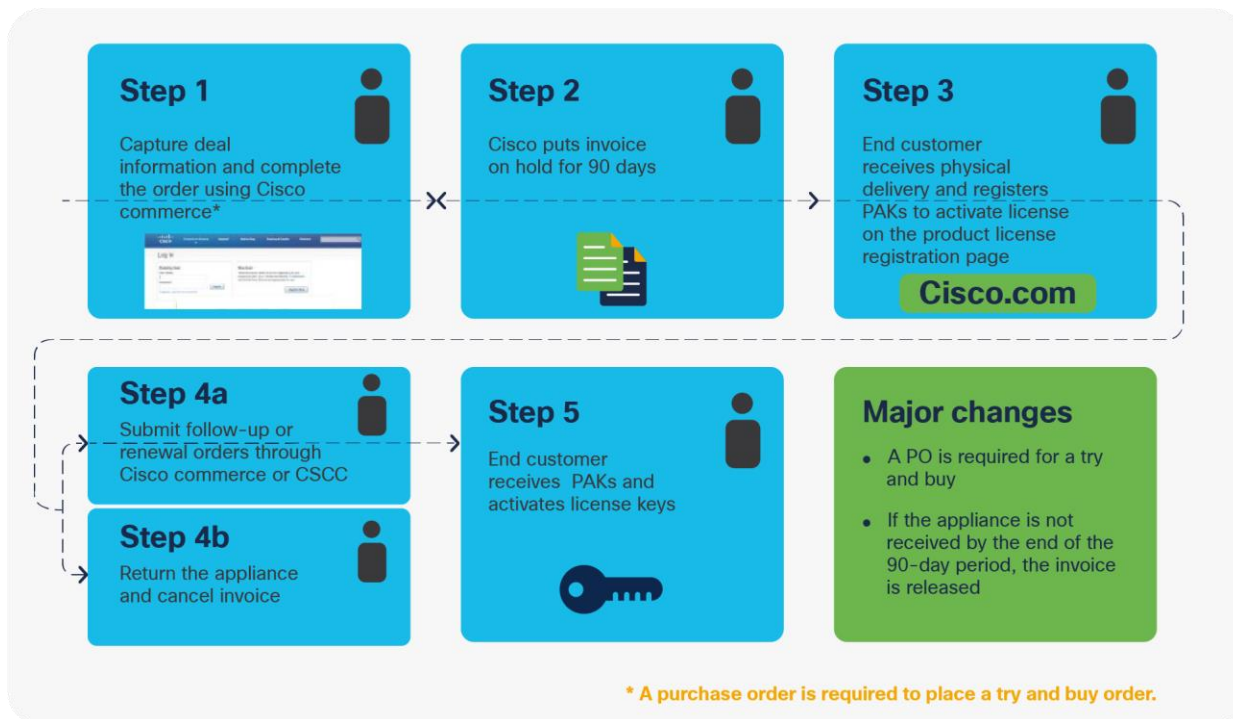 Step 1
Capture deal
information and complete
the order using Cisco
commerce*
Log In
Step 2
Cisco puts invoice
on hold for 90 days
Step 3
End customer
receives physical
delivery and registers
PAKs to activate license
on the product license
registration page
Cisco.com
Step 4a
Submit follow-up or
renewal orders through
Cisco commerce or CSCC
Step 4b
Return the appliance
and cancel invoice
Step 5
End customer
receives PAKs and
activates license keys
Major changes
• A PO is required for a try
and buy
• If the appliance is not
received by the end of the
90-day period, the invoice
is released
* A purchase order is required to place a try and buy order.